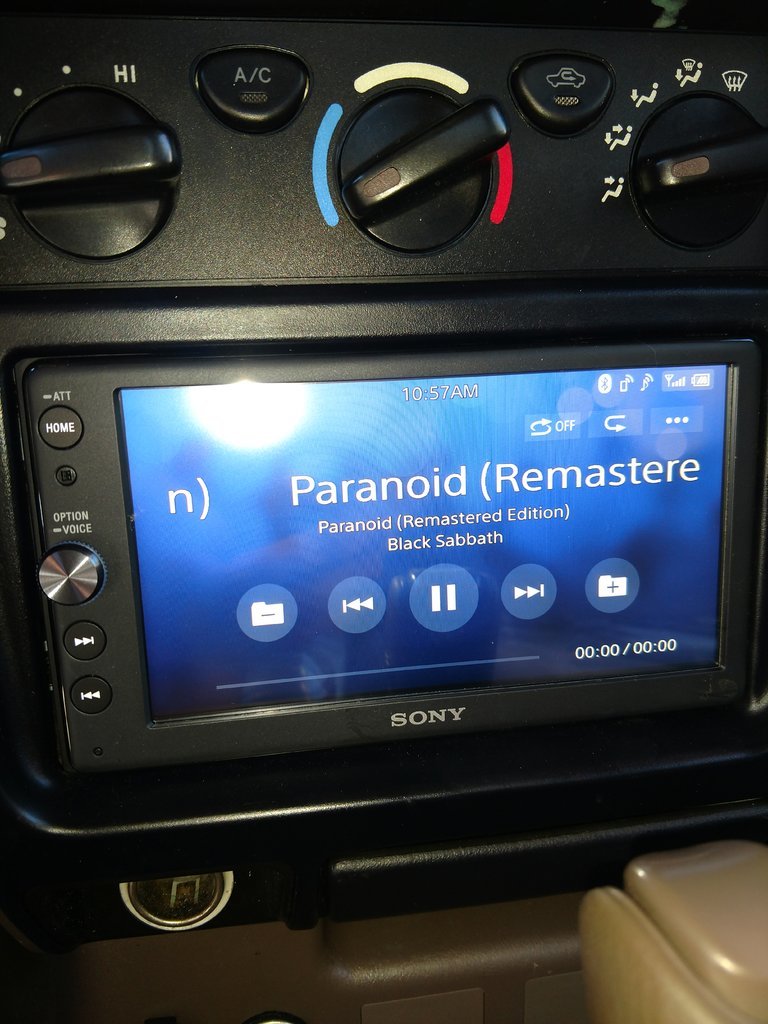 HI
A/C
ATT
HOME
OPTION
VOICE
10:57AM
OFF
n) Paranoid (Remastere
Paranoid (Remastered Edition)
Black Sabbath
00:00 / 00:00
SONY